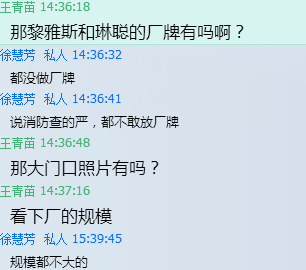 王青苗 14:36:18
那黎雅斯和琳聪的厂牌有吗啊？
徐慧芳 私人 14:36:32
都没做厂牌
徐慧芳 私人 14:36:41
说消防查的严，都不敢放厂牌
王青苗 14:36:48
那大门口照片有吗？
王青苗 14:37:16
看下厂的规模
徐慧芳 私人 15:39:45
规模都不大的